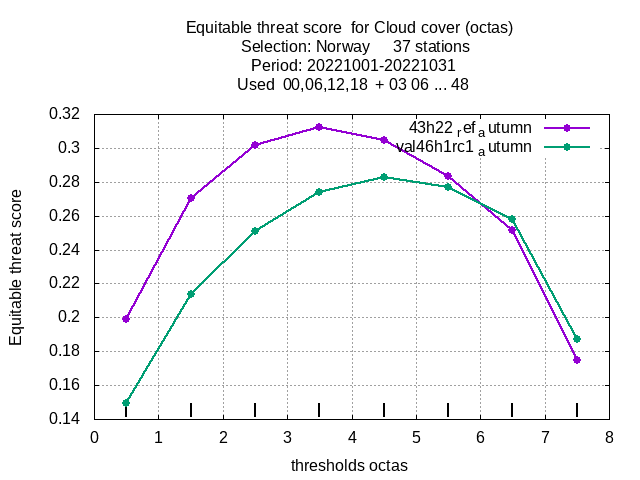 Equitable threat score  for Cloud cover (octas)
Selection: Norway     37 stations
Period: 20221001-20221031
Used  00,06,12,18  + 03 06 ... 48
43h22 ref a utumn
val46h1rc1 a utumn
Equitable threat score
0.32
0.3
0.28
0.26
0.24
0.22
0.2
0.18
0.16
0.14
0 1 2 3 4 5 6 7 8
thresholds octas